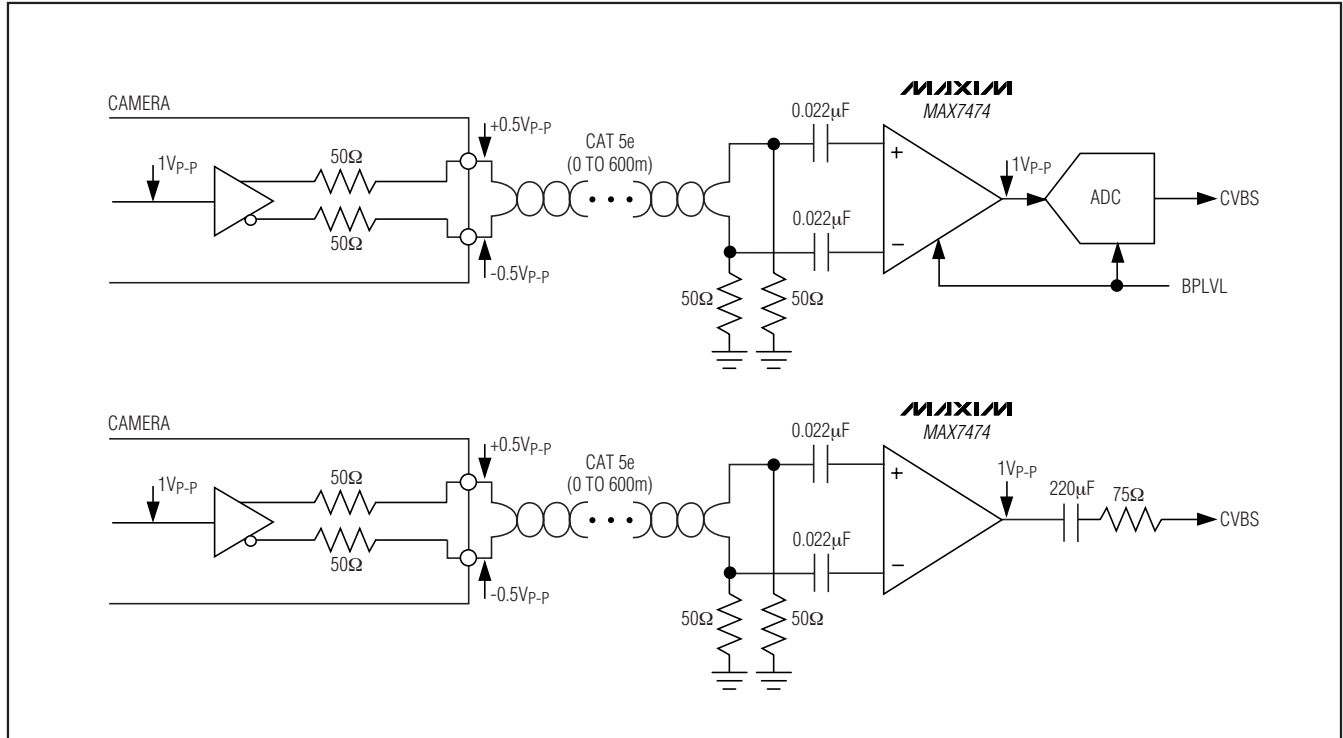 MAXIM
MAX7474
CAMERA
1VP-P
50Ω
50Ω
+0.5VP-P
-0.5VP-P
CAT 5e
(0 TO 600m)
0.022µF
0.022µF
50Ω
50Ω
+
−
1VP-P
ADC
CVBS
BPLVL
MAXIM
MAX7474
CAMERA
1VP-P
50Ω
50Ω
+0.5VP-P
-0.5VP-P
CAT 5e
(0 TO 600m)
0.022µF
0.022µF
50Ω
50Ω
+
−
1VP-P
220µF
75Ω
CVBS